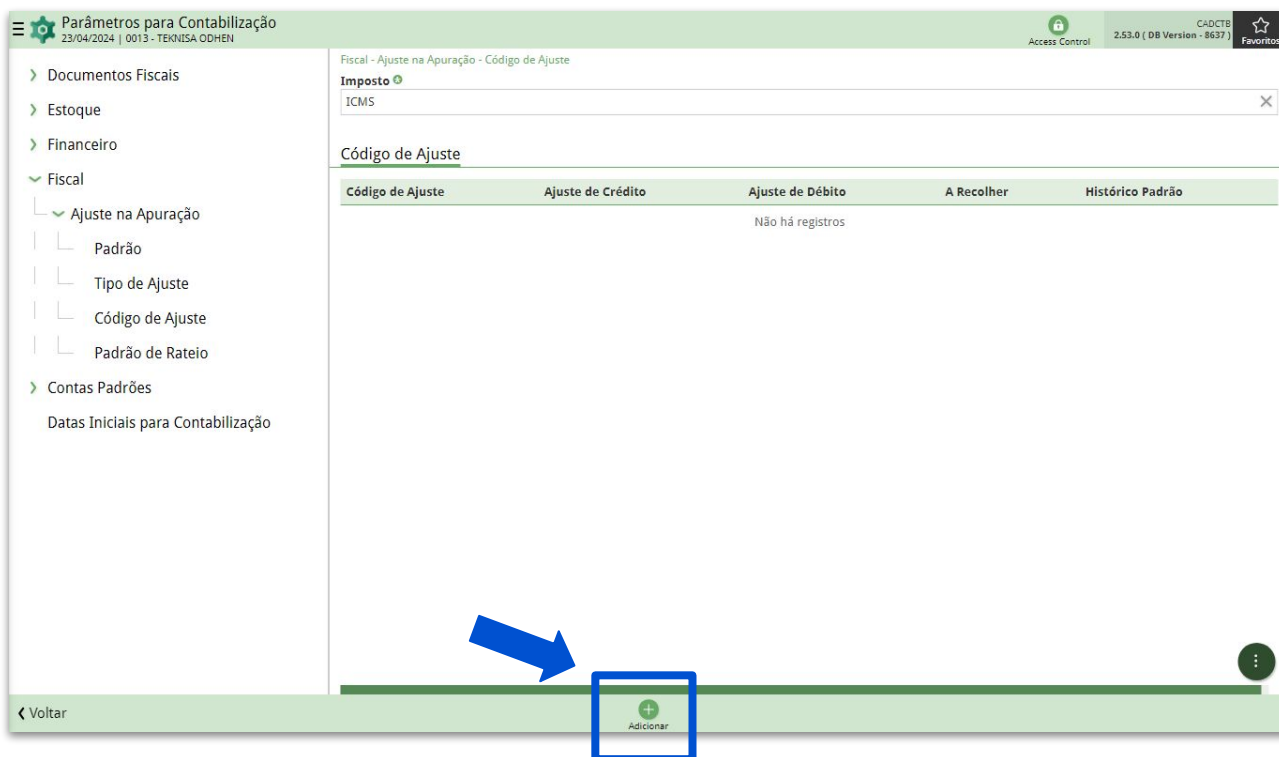 Parâmetros para Contabilização
23/04/2024 | 0013 - TEKNISA ODHEN
Access Control
CADCTB
2.53.0 ( DB Version - 8637 )
Favoritos
Documentos Fiscais
Estoque
Financeiro
Fiscal
Ajuste na Apuração
Padrão
Tipo de Ajuste
Código de Ajuste
Padrão de Rateio
Contas Padrões
Datas Iniciais para Contabilização
Fiscal - Ajuste na Apuração - Código de Ajuste
Imposto
ICMS
Código de Ajuste
Código de Ajuste Ajuste de Crédito Ajuste de Débito A Recolher Histórico Padrão
Não há registros
Voltar
Adicionar